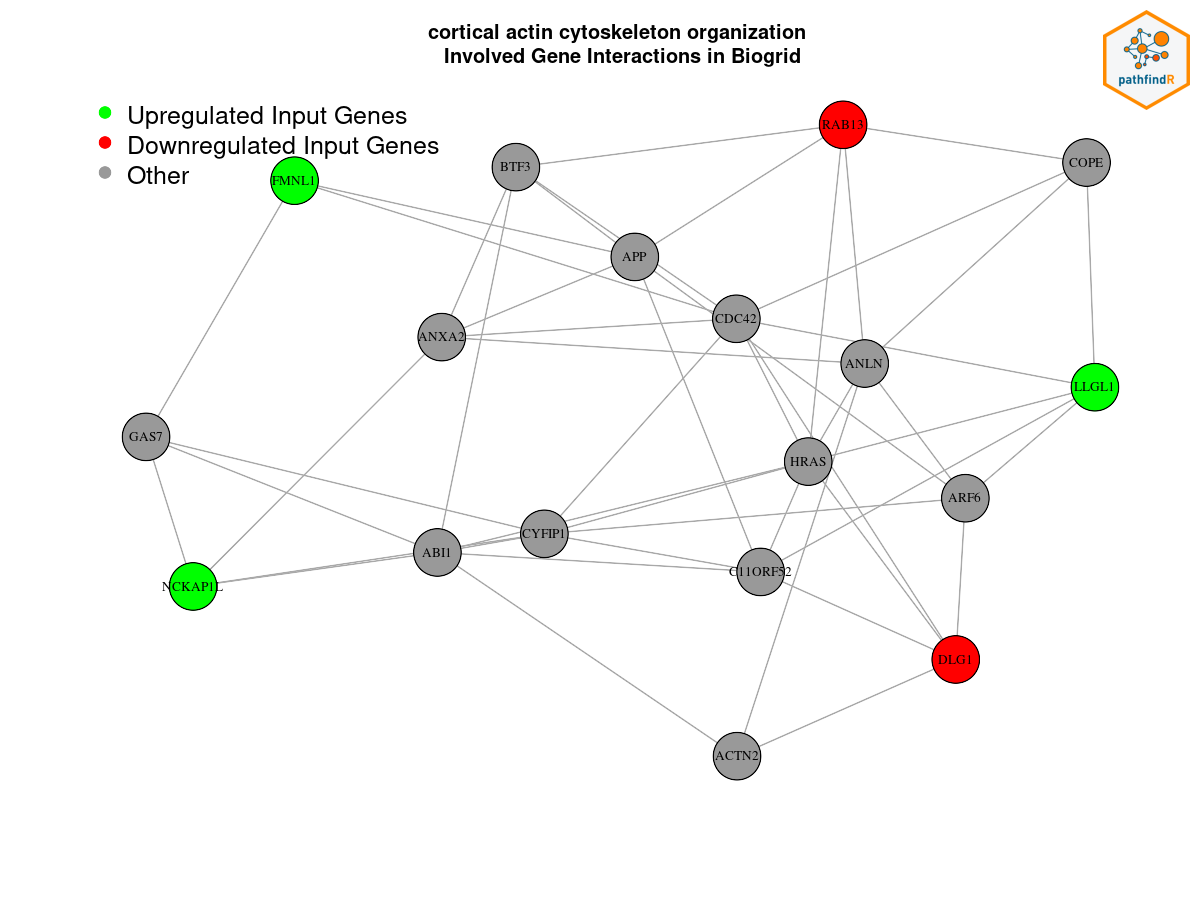 cortical actin cytoskeleton organization
Involved Gene Interactions in Biogrid
pathfindR
Upregulated Input Genes
Downregulated Input Genes
Other
RAB13
BTF3
COPE
FMNL1
APP
CDC42
ANXA2
ANLN
LLGL1
GAS7
HRAS
ARF6
CYFIP1
ABI1
C11ORF52
NCKAP1L
DLG1
ACTN2